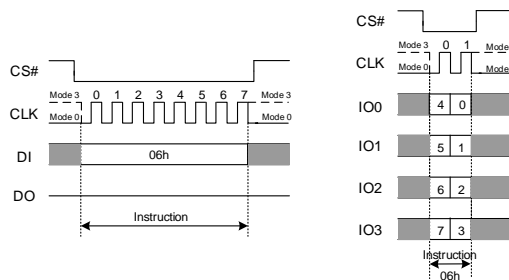 CS#
Mode 3 0 1 2 3 4 5 6 7 Mode 3
CLK
Mode 0 Mode 0
DI 06h
DO
Instruction
CS#
Mode 3 0 1 Mode
CLK
Mode 0 Mode
IO0 4 0
IO1 5 1
IO2 6 2
IO3 7 3
Instruction
06h